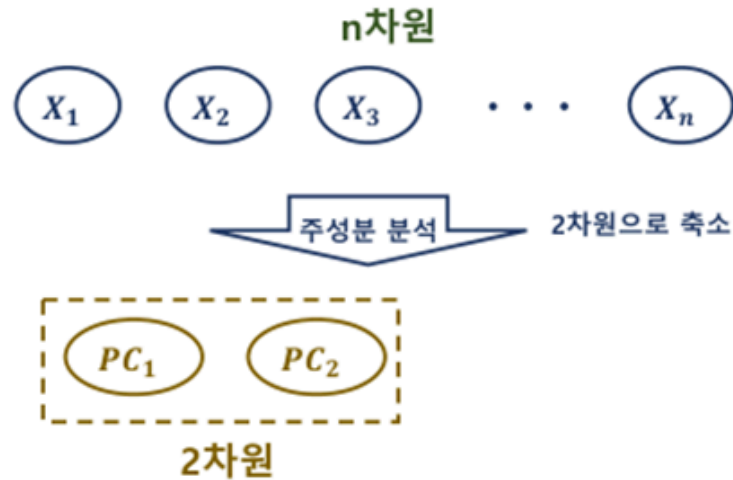 n차원
X₁ X₂ X₃ · · · Xₙ
주성분 분석 2차원으로 축소
PC₁ PC₂
2차원